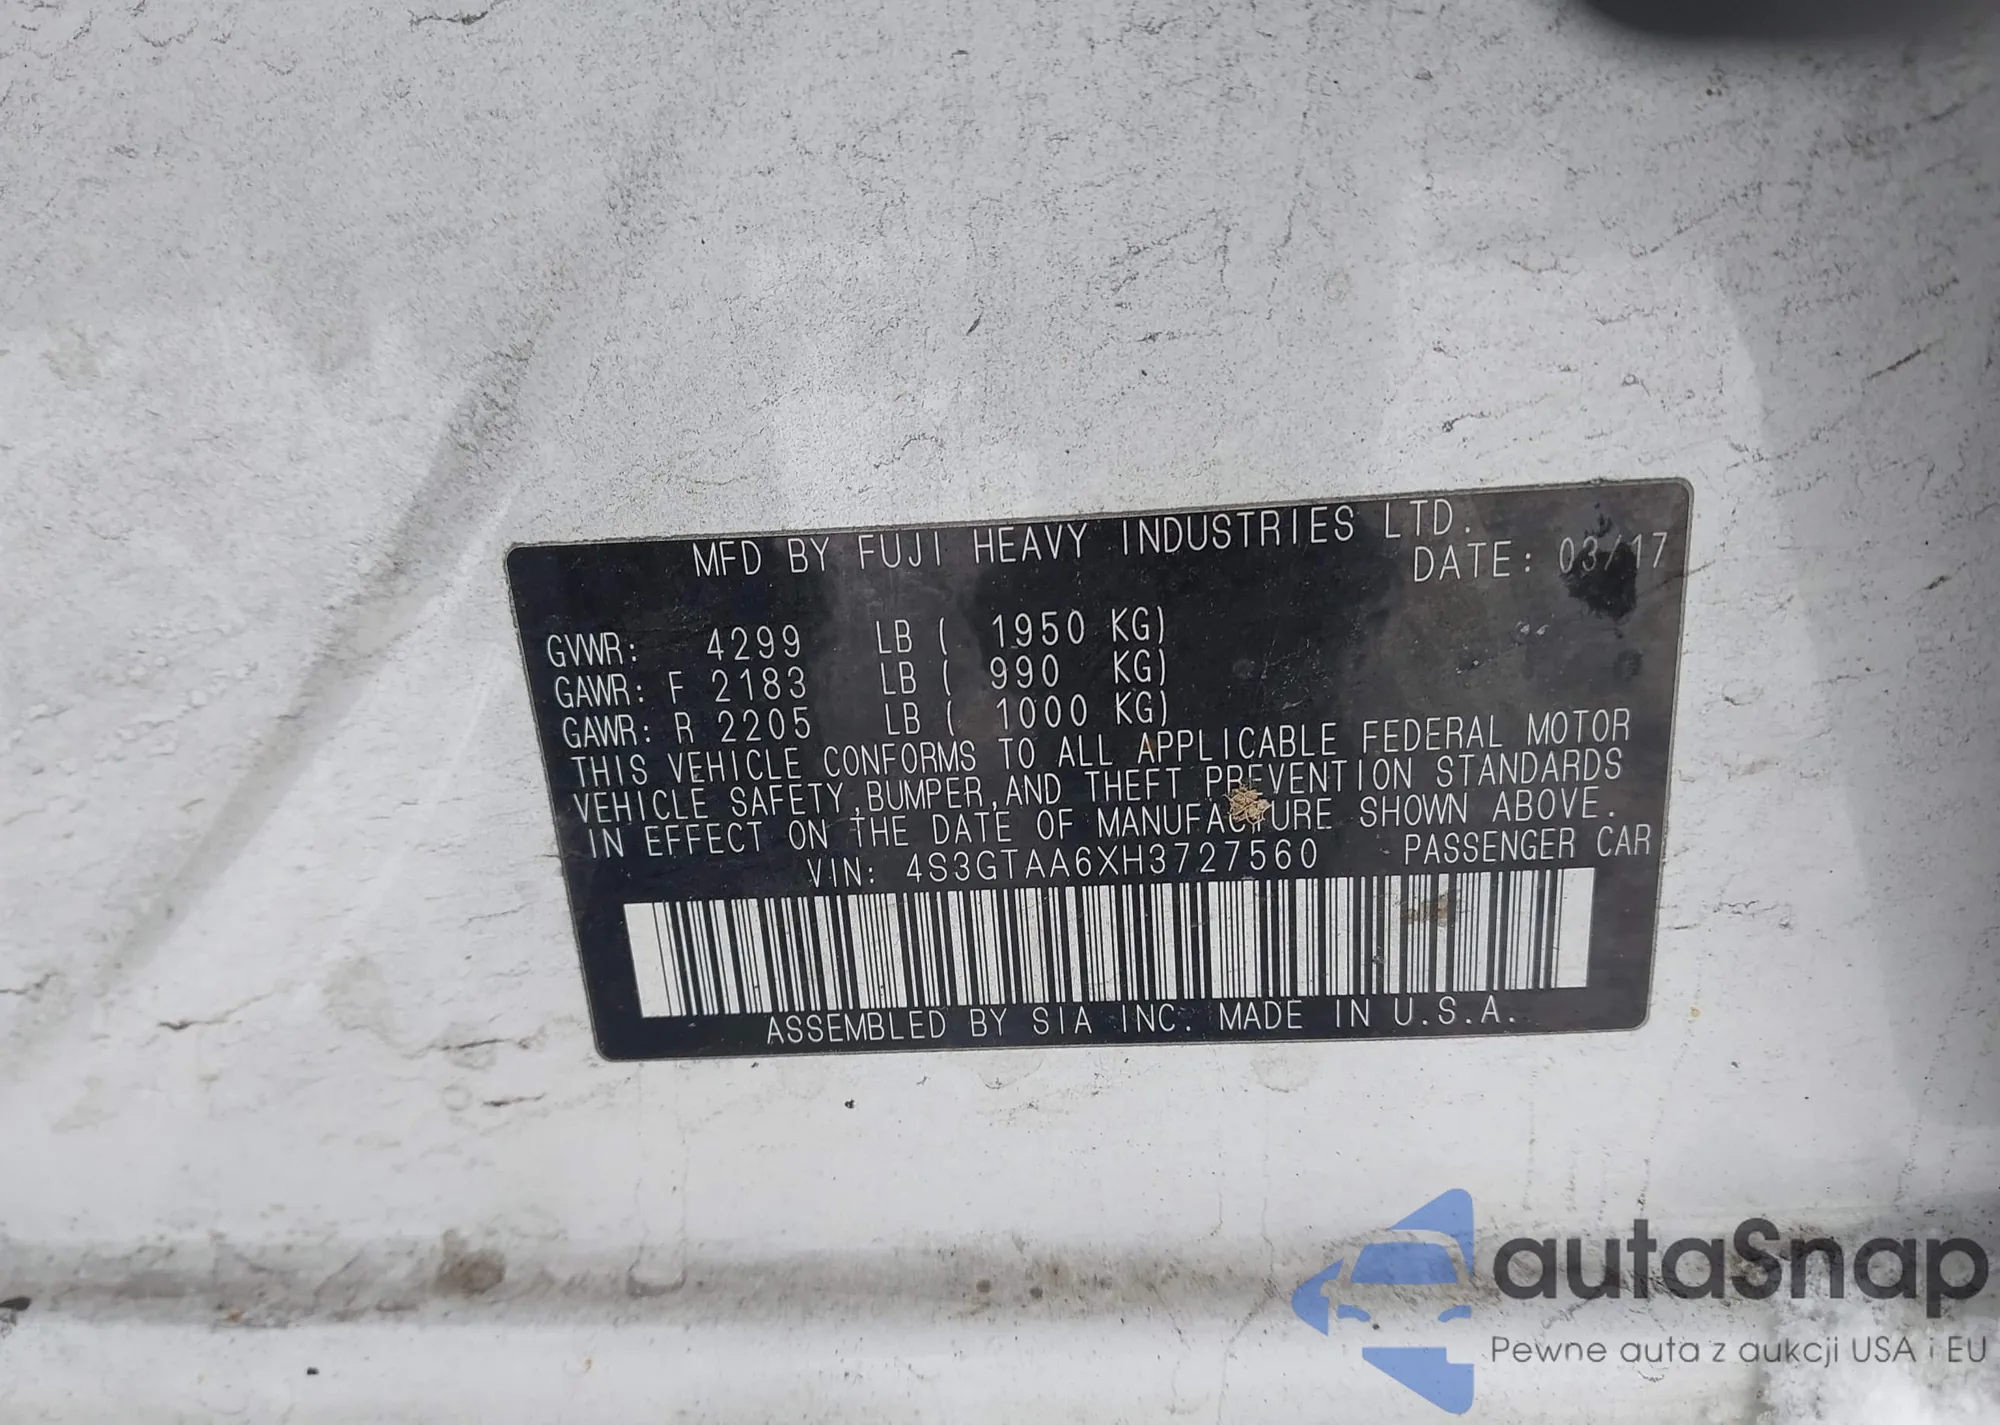 MFD BY FUJI HEAVY INDUSTRIES LTD.
DATE: 03/17
GVWR: 4299 LB ( 1950 KG)
GAWR: F 2183 LB ( 990 KG)
GAWR: R 2205 LB ( 1000 KG)
THIS VEHICLE CONFORMS TO ALL APPLICABLE FEDERAL MOTOR
VEHICLE SAFETY,BUMPER,AND THEFT PREVENTION STANDARDS
IN EFFECT ON THE DATE OF MANUFACTURE SHOWN ABOVE.
VIN: 4S3GTAA6XH3727560 PASSENGER CAR
ASSEMBLED BY SIA INC. MADE IN U.S.A.
autaSnap
Pewne auta z aukcji USA i EU